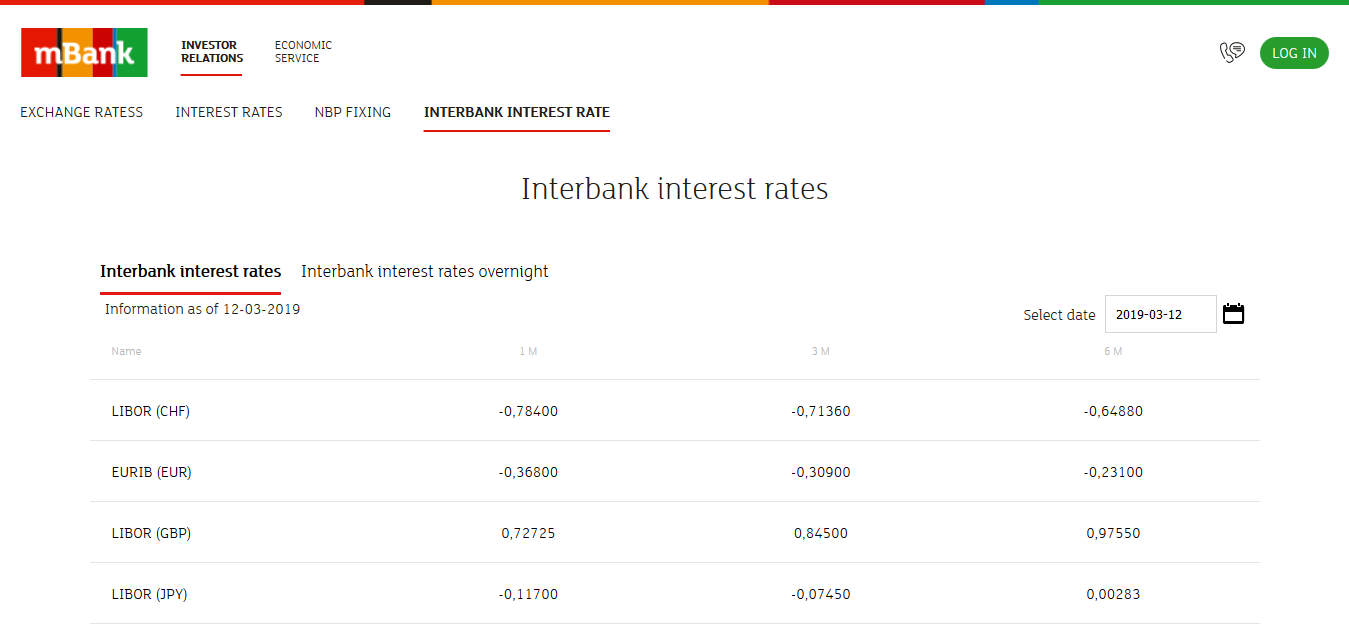 mBank
INVESTOR
RELATIONS
ECONOMIC
SERVICE
LOG IN
EXCHANGE RATESS INTEREST RATES NBP FIXING INTERBANK INTEREST RATE
Interbank interest rates
Interbank interest rates Interbank interest rates overnight
Information as of 12-03-2019
Select date 2019-03-12
Name 1 M 3 M 6 M
LIBOR (CHF) -0,78400 -0,71360 -0,64880
EURIB (EUR) -0,36800 -0,30900 -0,23100
LIBOR (GBP) 0,72725 0,84500 0,97550
LIBOR (JPY) -0,11700 -0,07450 0,00283